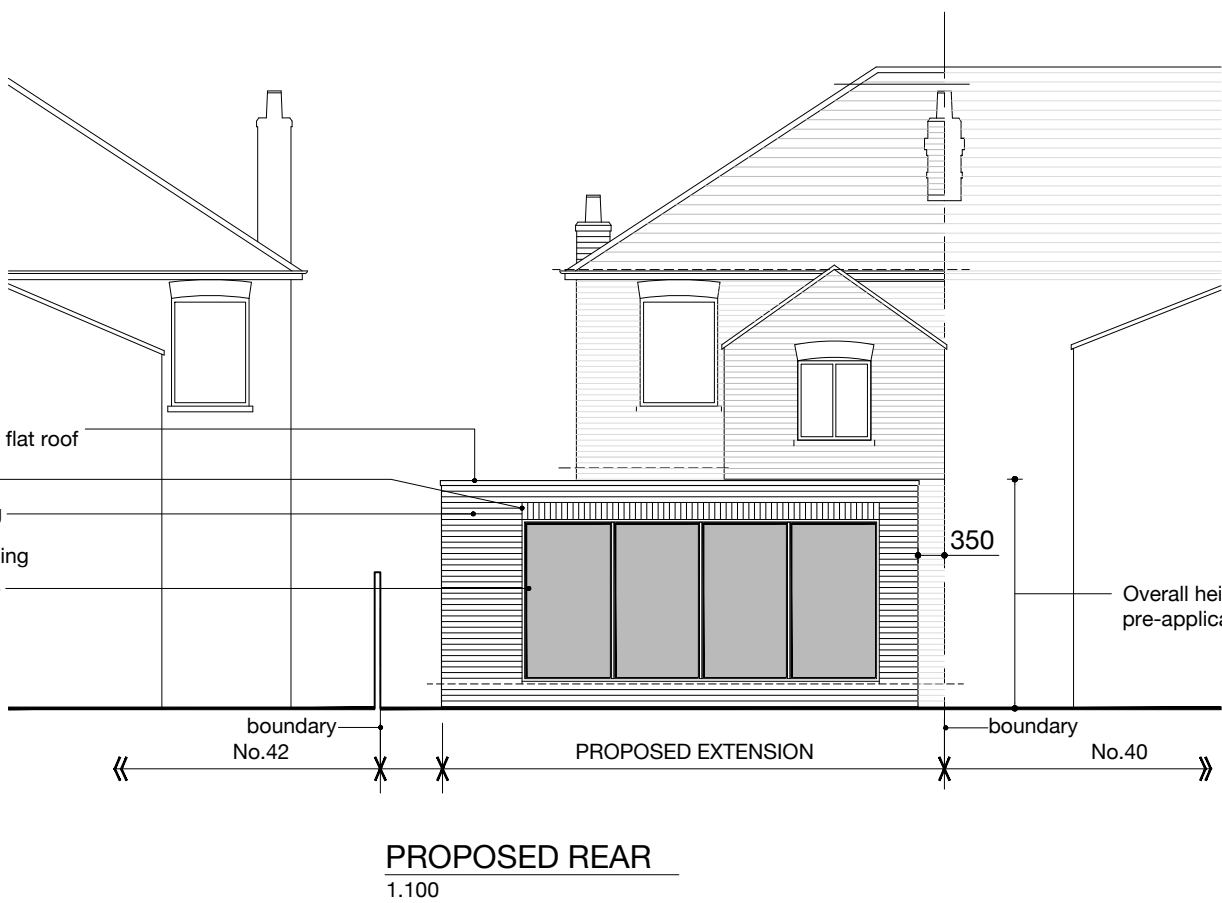 flat roof
g
ing
350
Overall hei
pre-applica
boundary
boundary
No.42
PROPOSED EXTENSION
No.40
PROPOSED REAR
1.100